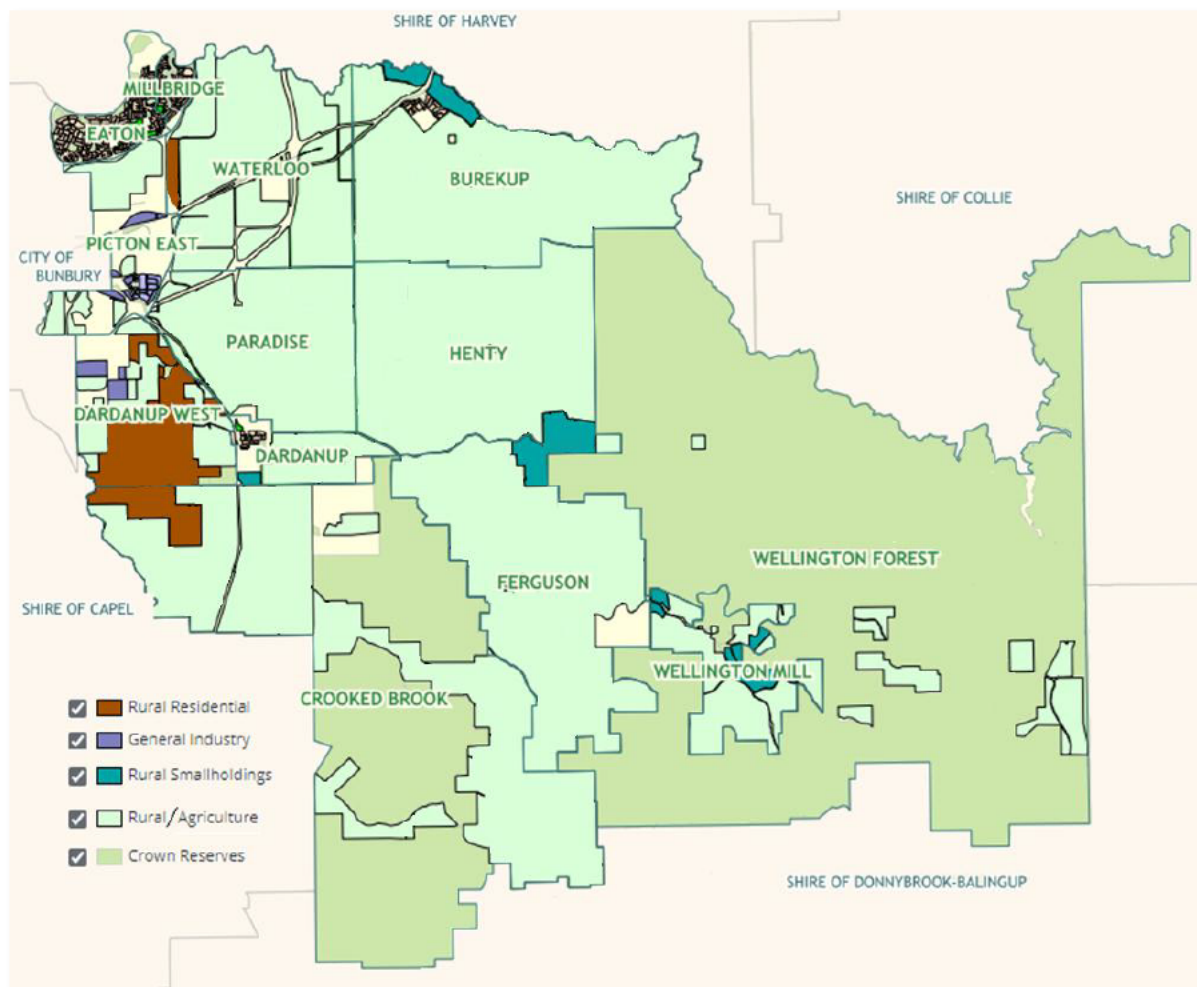 SHIRE OF HARVEY
MILLBRIDGE
EATON
WATERLOO
BUREKUP
SHIRE OF COLLIE
PICTON EAST
CITY OF
BUNBURY
PARADISE
HENTY
DARDANUP WEST
DARDANUP
WELLINGTON FOREST
FERGUSON
SHIRE OF CAPEL
WELLINGTON MILL
CROOKED BROOK
Rural Residential
General Industry
Rural Smallholdings
Rural/Agriculture
Crown Reserves
SHIRE OF DONNYBROOK-BALINGUP